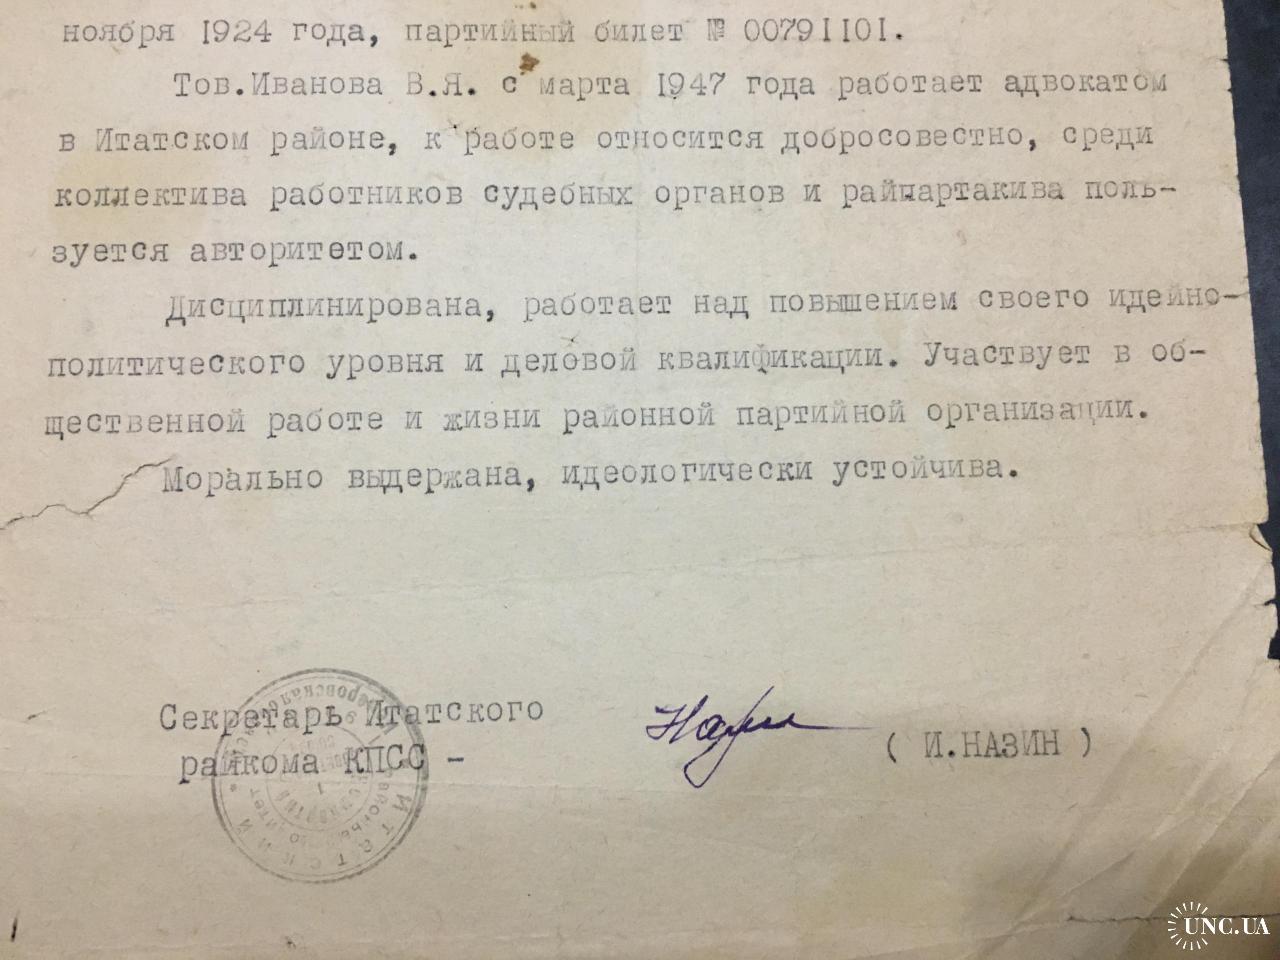 ноября 1924 года, партийный билет № 00791101.
Тов.Иванова В.Я. с марта 1947 года работает адвокатом
в Итатском районе, к работе относится добросовестно, среди
коллектива работников судебных органов и райпартакива поль-
зуется авторитетом.
Дисциплинирована, работает над повышением своего идейно-
политического уровня и деловой квалификации. Участвует в об-
щественной работе и жизни районной партийной организации.
Морально выдержана, идеологически устойчива.
Секретарь Итатского
райкома КПСС -
( И.НАЗИН )
ИТАТСКИЙ
UNC.UA